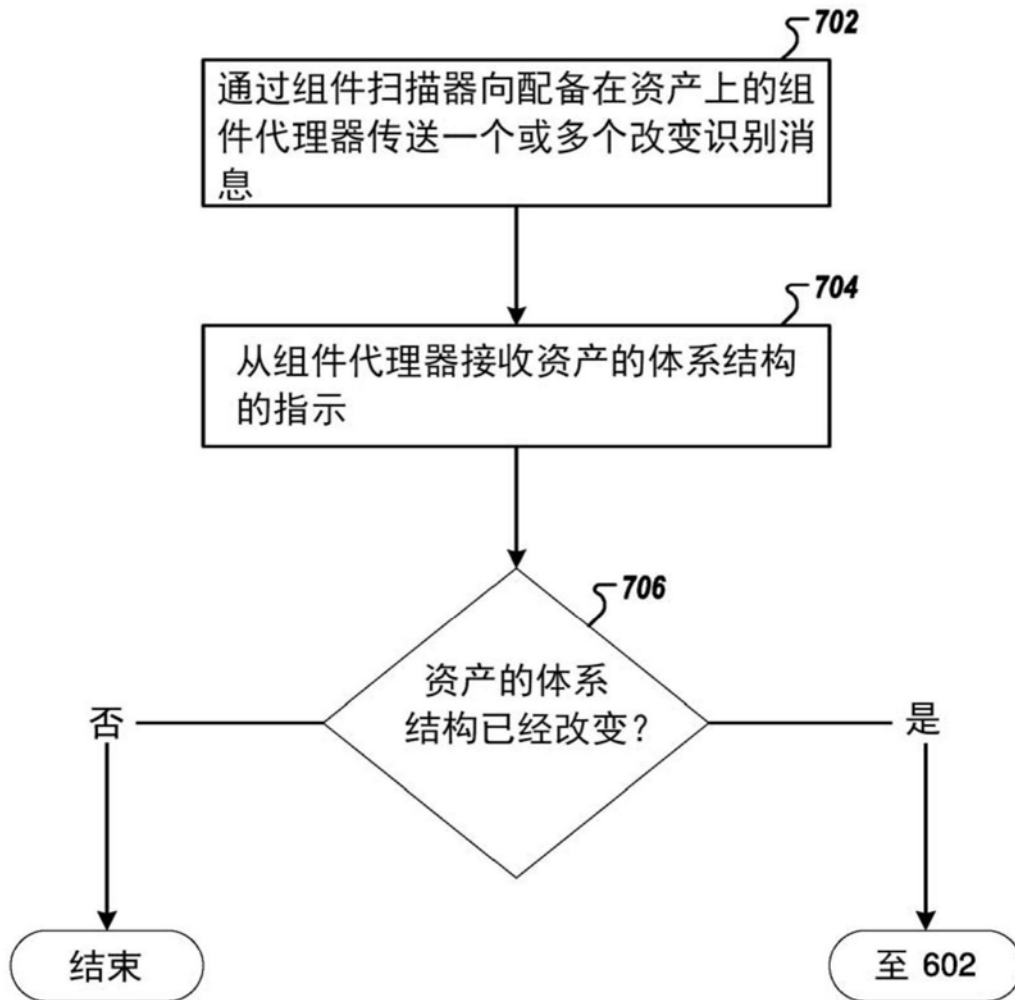 702
通过组件扫描器向配备在资产上的组
件代理器传送一个或多个改变识别消
息
704
从组件代理器接收资产的体系结构
的指示
706
资产的体系
结构已经改变?
否
是
结束
至 602